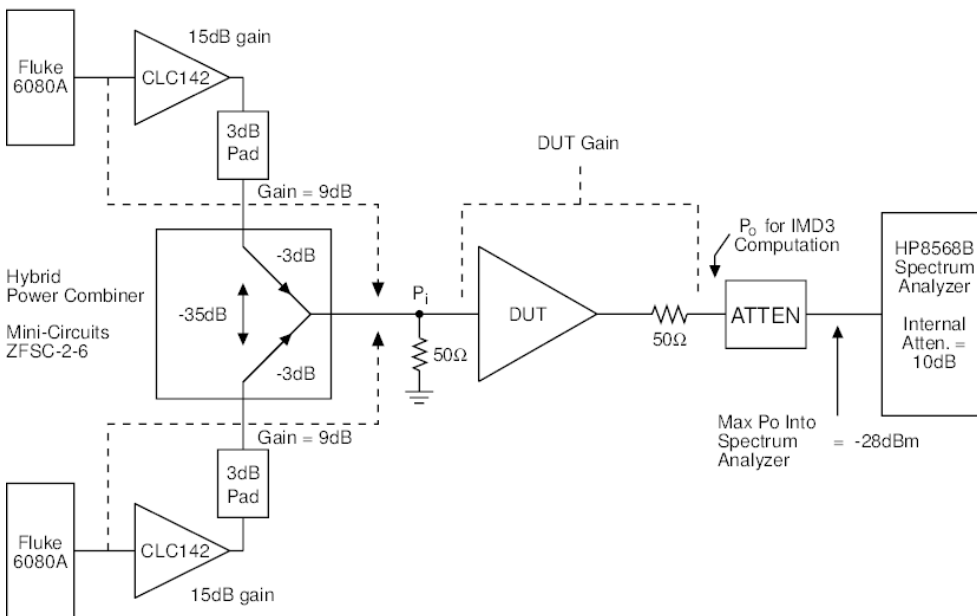 15dB gain
Fluke
6080A
CLC142
3dB
Pad
Gain = 9dB
DUT Gain
Po for IMD3
Computation
HP8568B
Spectrum
Analyzer
Internal
Atten. =
10dB
Hybrid
Power Combiner
Mini-Circuits
ZFSC-2-6
-3dB
-35dB
-3dB
Pi
50Ω
DUT
50Ω
ATTEN
Max Po Into
Spectrum
Analyzer
= -28dBm
Gain = 9dB
3dB
Pad
Fluke
6080A
CLC142
15dB gain